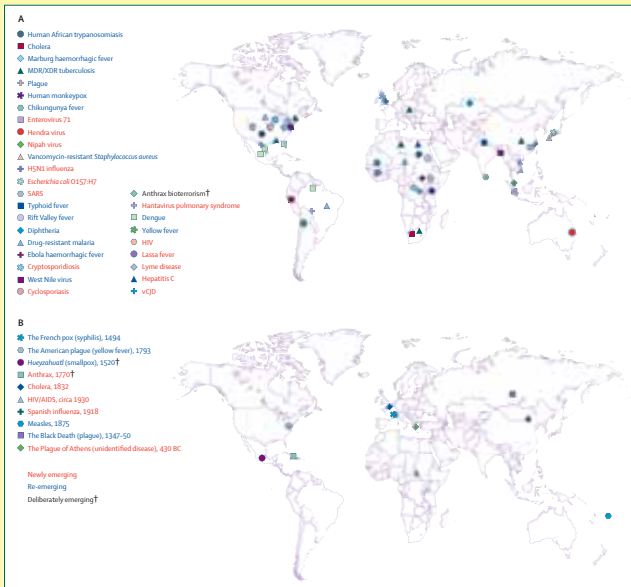 A
Human African trypanosomiasis
Cholera
Marburg haemorrhagic fever
MDR/XDR tuberculosis
Plague
Human monkeypox
Chikungunya fever
Enterovirus 71
Hendra virus
Nipah virus
Vancomycin-resistant Staphylococcus aureus
H5N1 influenza
Escherichia coli O157:H7
SARS
Typhoid fever
Rift Valley fever
Diphtheria
Drug-resistant malaria
Ebola haemorrhagic fever
Cryptosporidiosis
West Nile virus
Cyclosporiasis
Anthrax bioterrorism†
Hantavirus pulmonary syndrome
Dengue
Yellow fever
HIV
Lassa fever
Lyme disease
Hepatitis C
vCJD
B
The French pox (syphilis), 1494
The American plague (yellow fever), 1793
Hueyzahuatl (smallpox), 1520†
Anthrax, 1770†
Cholera, 1832
HIV/AIDS, circa 1930
Spanish influenza, 1918
Measles, 1875
The Black Death (plague), 1347-50
The Plague of Athens (unidentified disease), 430 BC
Newly emerging
Re-emerging
Deliberately emerging†